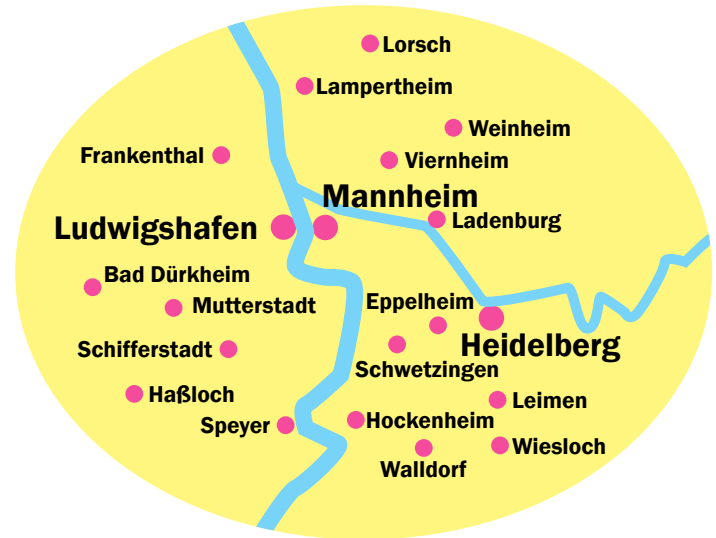 Lorsch
Lampertheim
Weinheim
Frankenthal
Viernheim
Mannheim
Ludwigshafen
Ladenburg
Bad Dürkheim
Mutterstadt
Eppelheim
Heidelberg
Schifferstadt
Schwetzingen
Haßloch
Leimen
Speyer
Hockenheim
Wiesloch
Walldorf